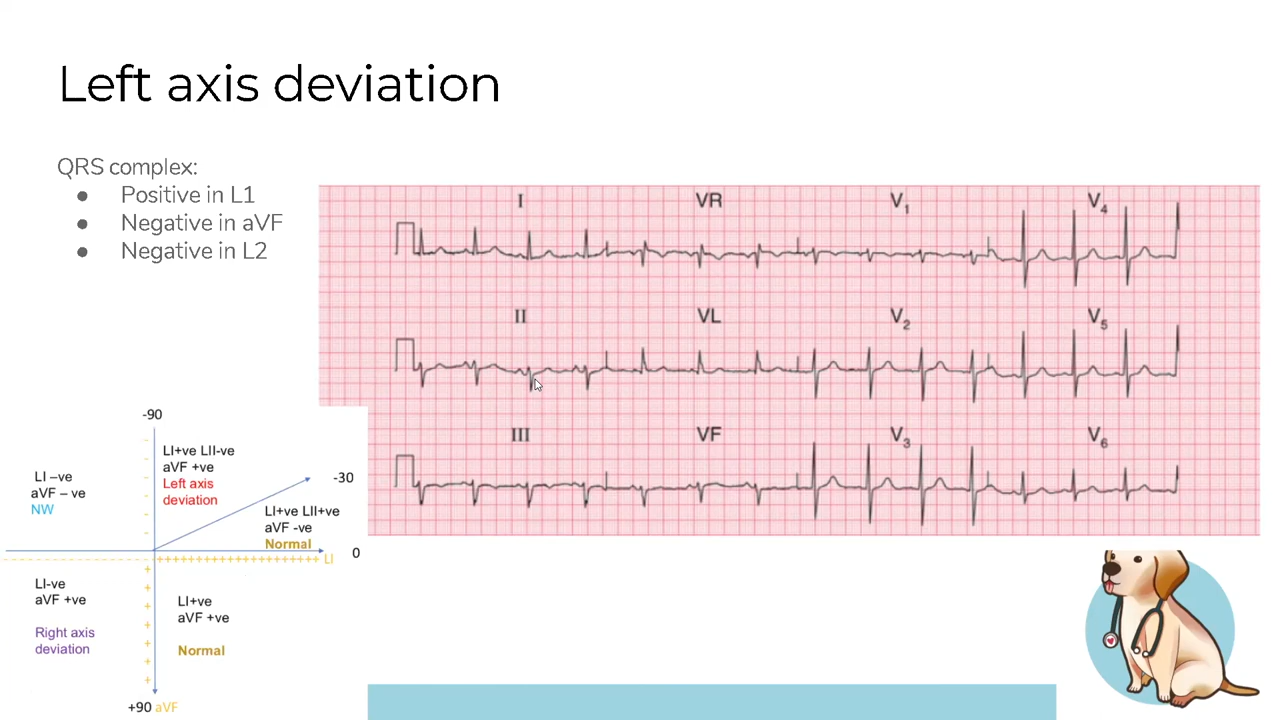 Left axis deviation
QRS complex:
● Positive in L1
● Negative in aVF
● Negative in L2
I VR V1 V4
II VL V2 V5
III VF V3 V6
-90
LI+ve LII-ve
aVF +ve
Left axis
deviation
LI –ve
aVF – ve
NW
-30
LI+ve LII+ve
aVF -ve
Normal
0
LI
LI-ve
aVF +ve
Right axis
deviation
LI+ve
aVF +ve
Normal
+90 aVF